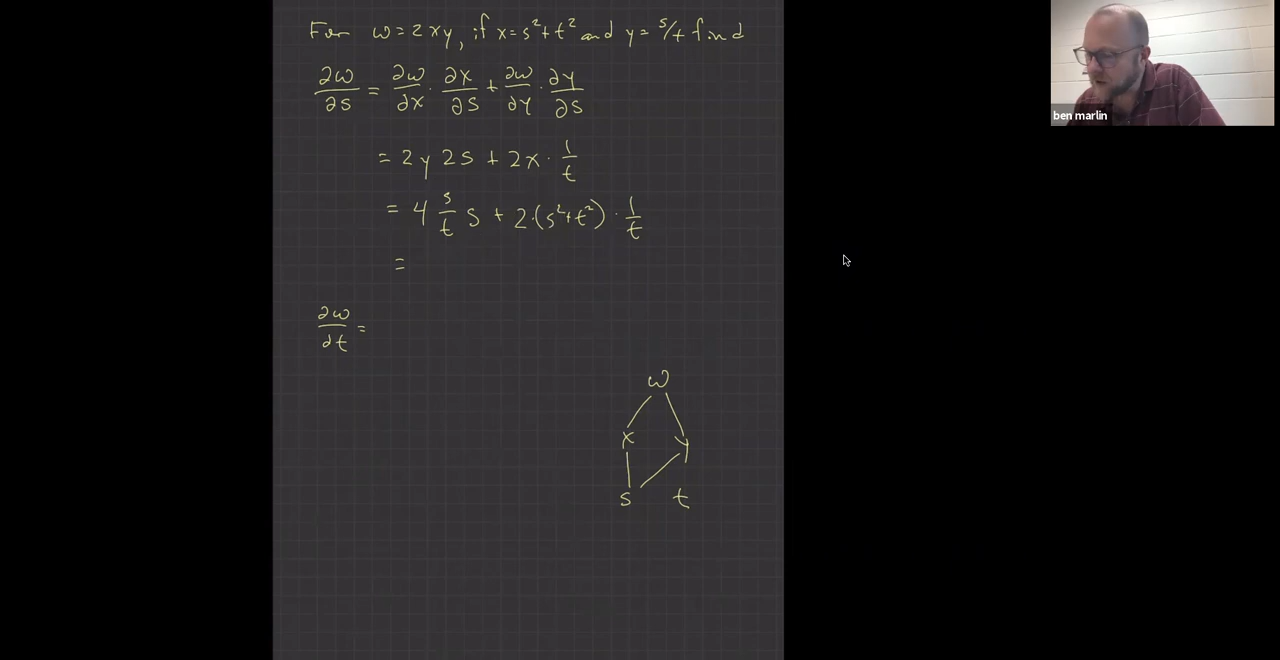 For w = 2xy, if x = s² + t² and y = s/t find
∂w/∂s = ∂w/∂x · ∂x/∂s + ∂w/∂y · ∂y/∂s
= 2y 2s + 2x · 1/t
= 4 s/t s + 2·(s² + t²) · 1/t
=
∂w/∂t =
w
x y
s t
ben marlin